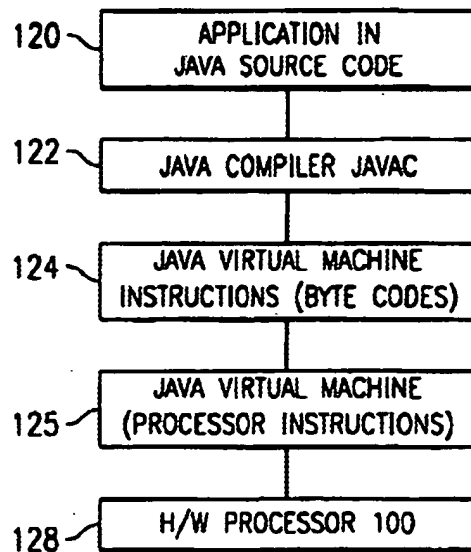 120
APPLICATION IN
JAVA SOURCE CODE
122
JAVA COMPILER JAVAC
124
JAVA VIRTUAL MACHINE
INSTRUCTIONS (BYTE CODES)
125
JAVA VIRTUAL MACHINE
(PROCESSOR INSTRUCTIONS)
128
H/W PROCESSOR 100